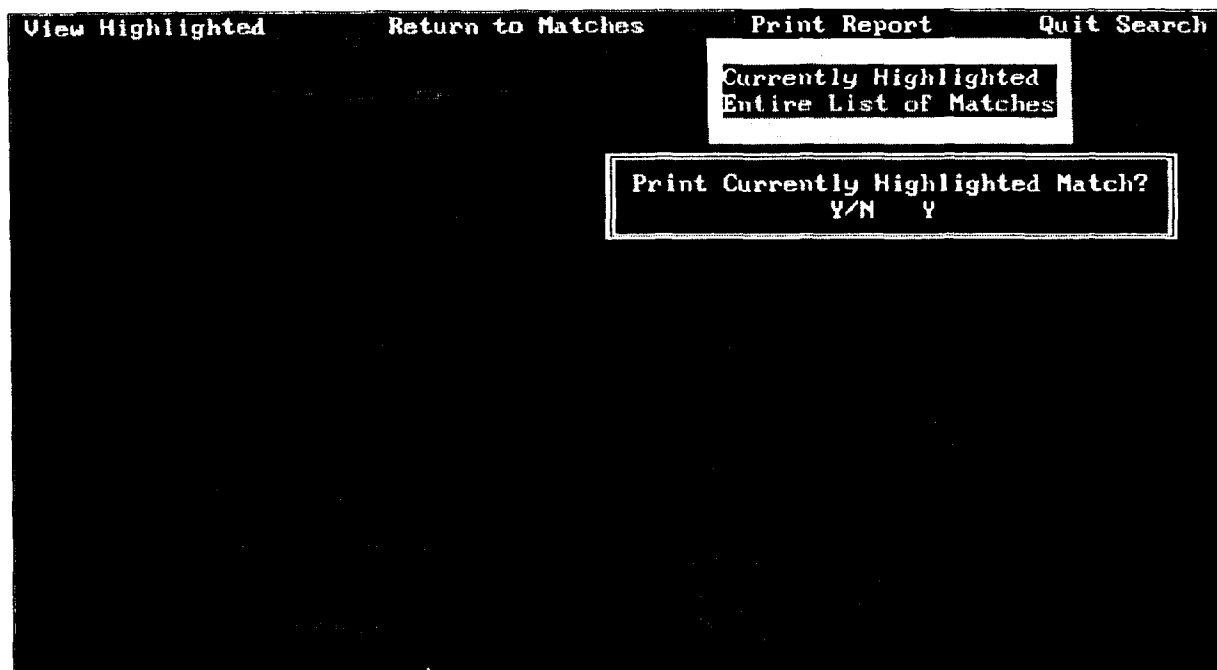 View Highlighted Return to Matches Print Report Quit Search
Currently Highlighted
Entire List of Matches
Print Currently Highlighted Match?
Y/N Y